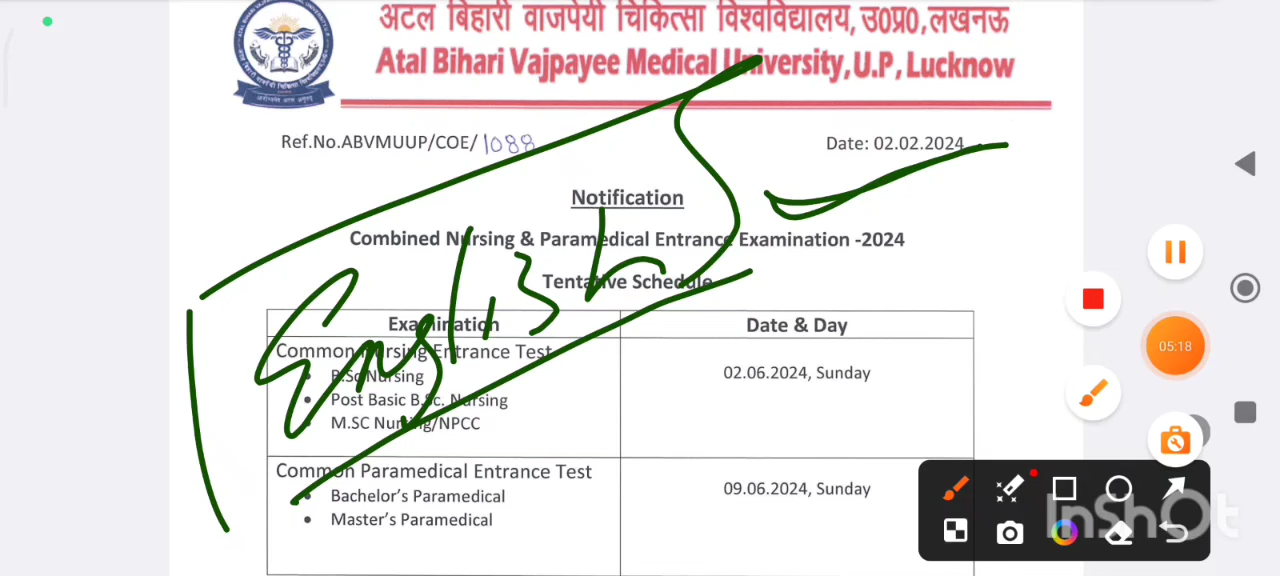 अटल बिहारी वाजपेयी चिकित्सा विश्वविद्यालय, उ0प्र0, लखनऊ
Atal Bihari Vajpayee Medical University, U.P, Lucknow
Ref.No.ABVMUUP/COE/1088
Date: 02.02.2024
Notification
Combined Nursing & Paramedical Entrance Examination -2024
Tentative Schedule
English
Examination Date & Day
Common Nursing Entrance Test
• B.Sc Nursing 02.06.2024, Sunday
• Post Basic B.Sc. Nursing
• M.SC Nursing/NPCC
Common Paramedical Entrance Test
• Bachelor's Paramedical 09.06.2024, Sunday
• Master's Paramedical
05:18
InShOt